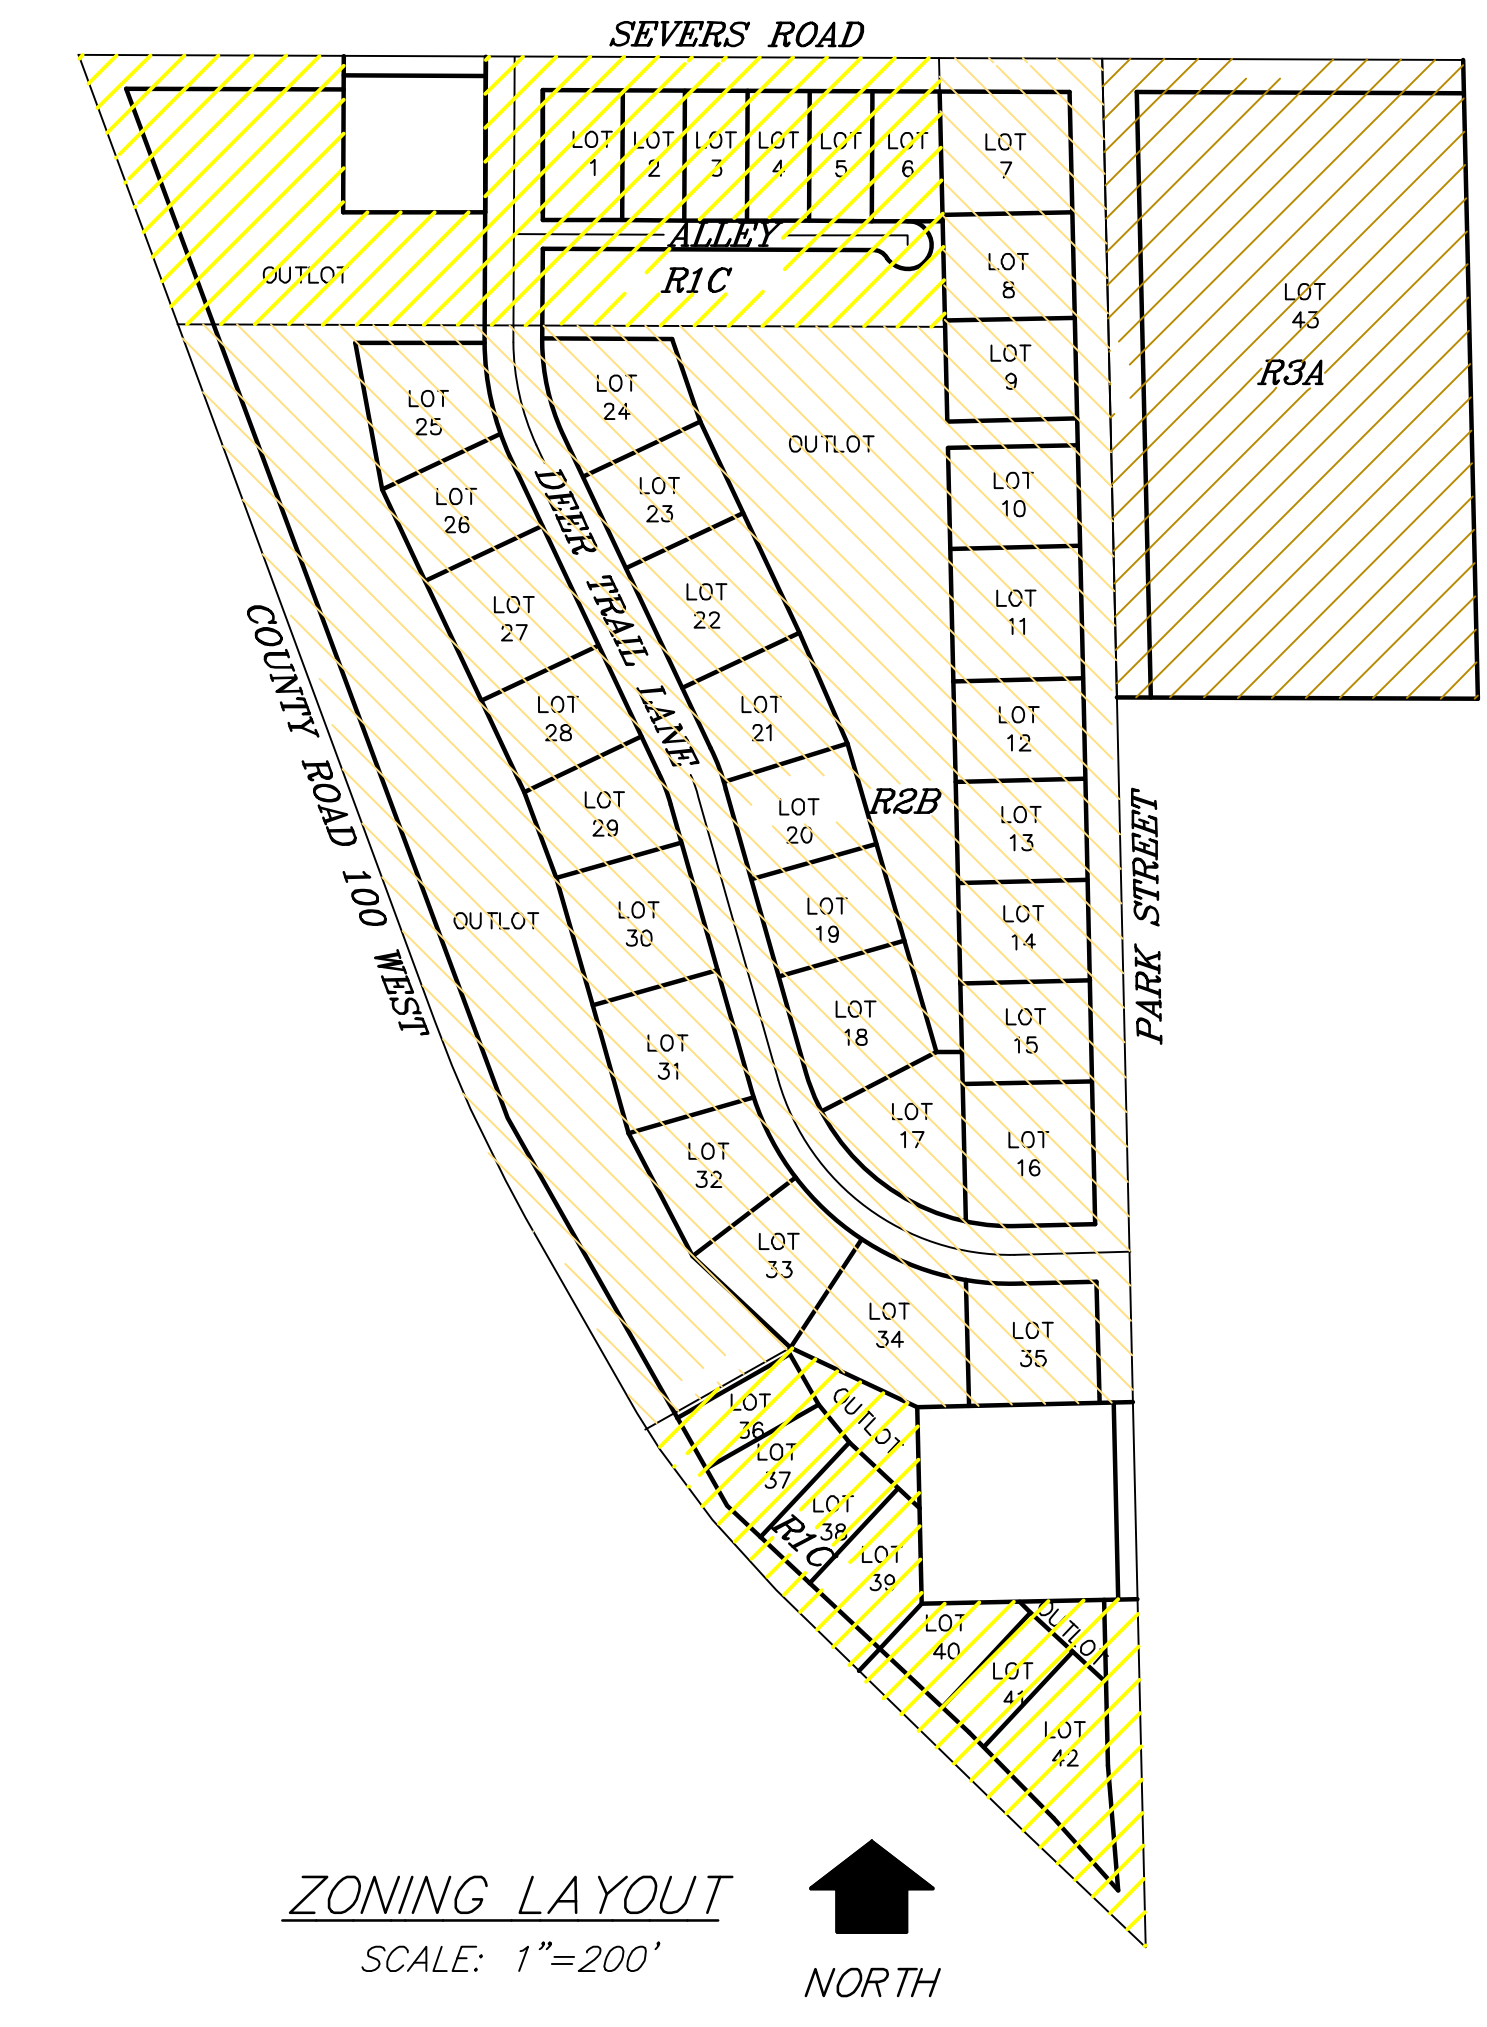 SEVERS ROAD
LOT
1
LOT
2
LOT
3
LOT
4
LOT
5
LOT
6
LOT
7
ALLEY
R1C
OUTLOT
LOT
8
LOT
43
R3A
LOT
9
LOT
24
LOT
25
OUTLOT
LOT
10
LOT
23
LOT
26
DEER TRAIL LANE
LOT
11
LOT
22
LOT
27
COUNTY ROAD 100 WEST
LOT
12
LOT
21
LOT
28
R2B
LOT
13
LOT
20
LOT
29
PARK STREET
LOT
14
LOT
19
LOT
30
OUTLOT
LOT
15
LOT
18
LOT
31
LOT
16
LOT
17
LOT
32
LOT
33
LOT
34
LOT
35
LOT
36
OUTLOT
LOT
37
LOT
38
R1C
LOT
39
LOT
40
OUTLOT
LOT
41
LOT
42
ZONING LAYOUT
SCALE: 1"=200'
NORTH